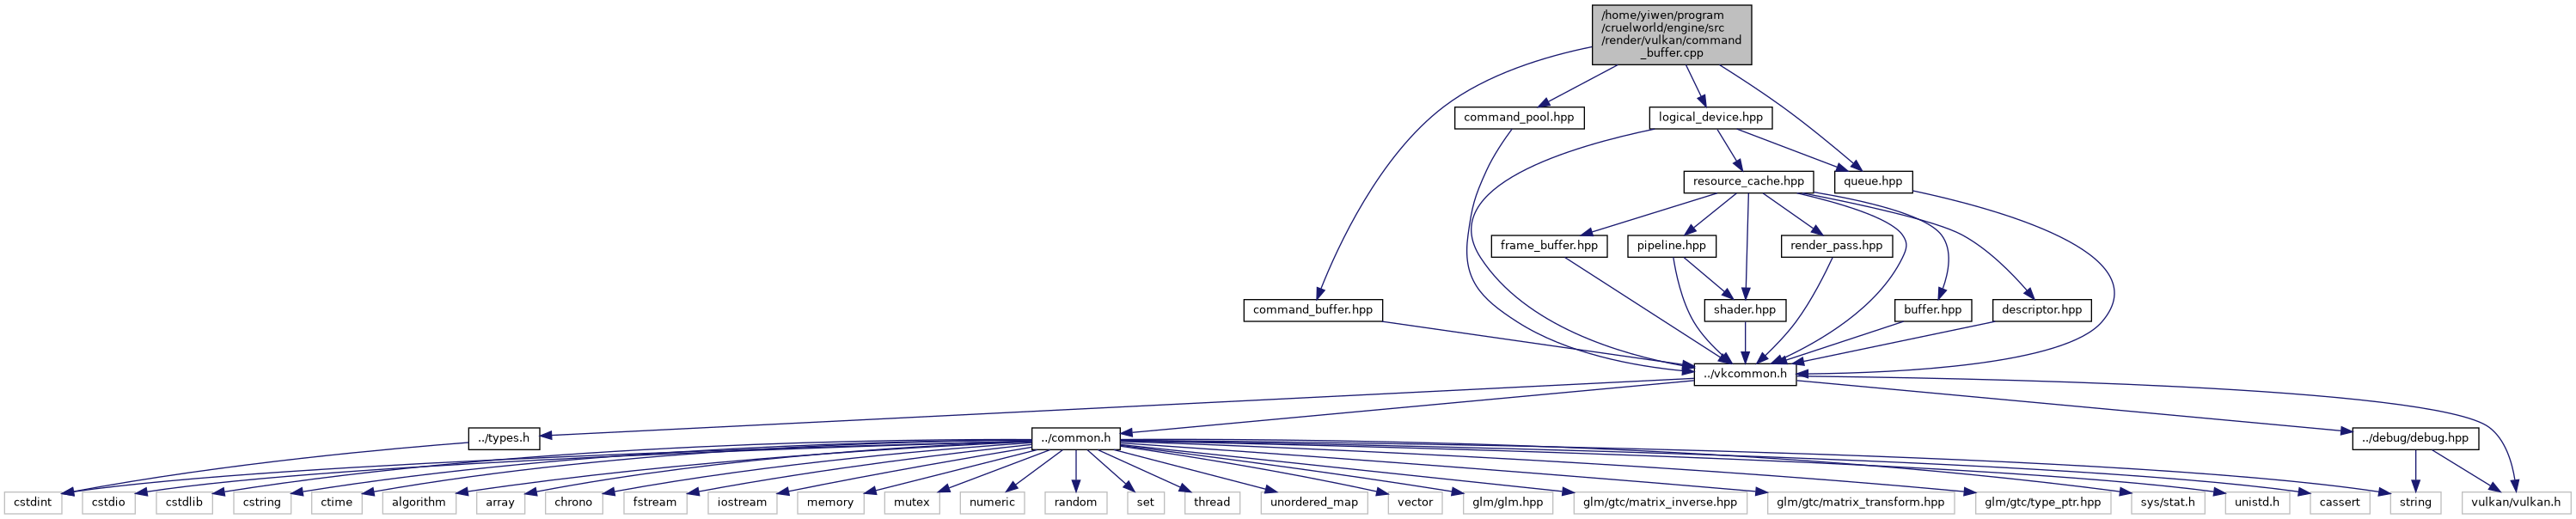 /home/yiwen/program
/cruelworld/engine/src
/render/vulkan/command
_buffer.cpp
command_pool.hpp
logical_device.hpp
resource_cache.hpp
queue.hpp
frame_buffer.hpp
pipeline.hpp
render_pass.hpp
command_buffer.hpp
shader.hpp
buffer.hpp
descriptor.hpp
../vkcommon.h
../types.h
../common.h
../debug/debug.hpp
cstdint
cstdio
cstdlib
cstring
ctime
algorithm
array
chrono
fstream
iostream
memory
mutex
numeric
random
set
thread
unordered_map
vector
glm/glm.hpp
glm/gtc/matrix_inverse.hpp
glm/gtc/matrix_transform.hpp
glm/gtc/type_ptr.hpp
sys/stat.h
unistd.h
cassert
string
vulkan/vulkan.h